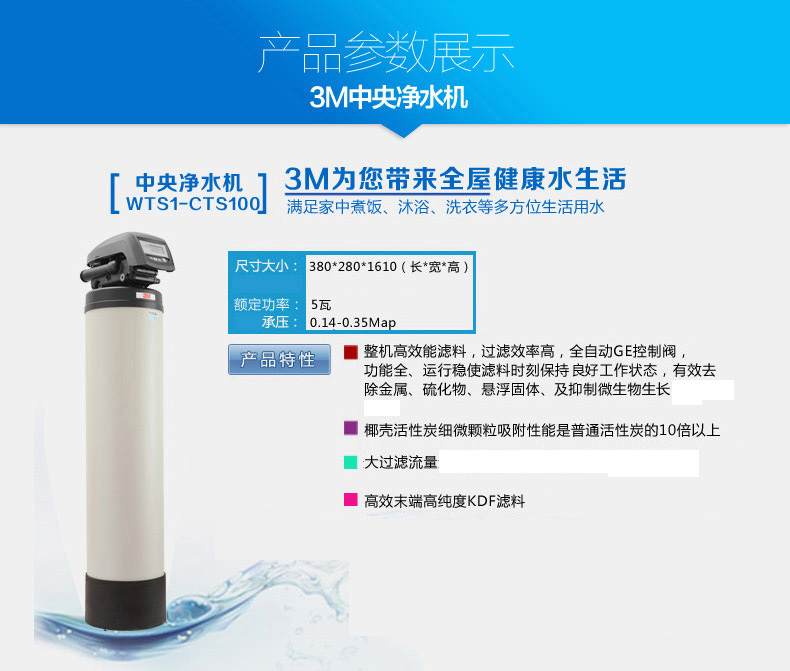 产品参数展示
3M中央净水机
中央净水机
WTS1-CTS100
3M为您带来全屋健康水生活
满足家中煮饭、沐浴、洗衣等多方位生活用水
尺寸大小： 380*280*1610（长*宽*高）
额定功率： 5瓦
承压： 0.14-0.35Map
产品特性
整机高效能滤料，过滤效率高，全自动GE控制阀，
功能全、运行稳使滤料时刻保持良好工作状态，有效去
除金属、硫化物、悬浮固体、及抑制微生物生长
椰壳活性炭细微颗粒吸附性能是普通活性炭的10倍以上
大过滤流量
高效末端高纯度KDF滤料
3M